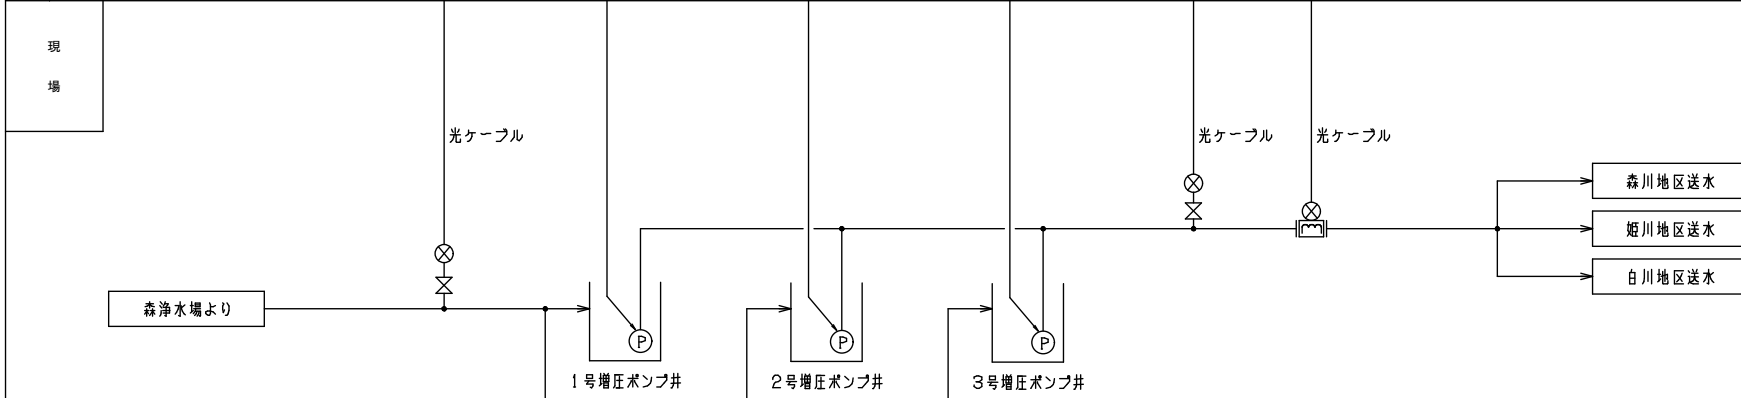 現
場
光ケーブル
光ケーブル
光ケーブル
森川地区送水
姫川地区送水
白川地区送水
森浄水場より
P
P
P
1号増圧ポンプ井
2号増圧ポンプ井
3号増圧ポンプ井